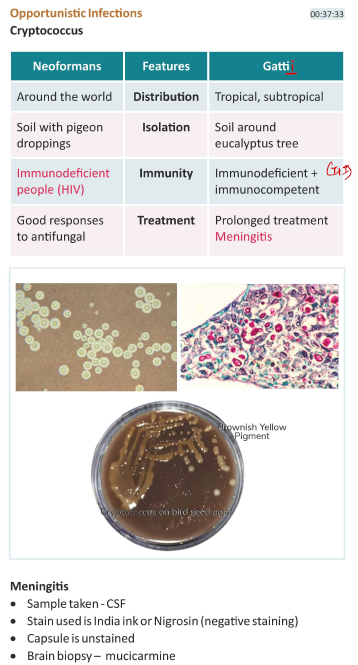 Opportunistic Infections
00:37:33
Cryptococcus
Neoformans Features Gatti
Around the world Distribution Tropical, subtropical
Soil with pigeon Isolation Soil around
droppings eucalyptus tree
Immunodeficient Immunity Immunodeficient +
people (HIV) immunocompetent
Good responses Treatment Prolonged treatment
to antifungal Meningitis
Brownish Yellow
Pigment
Cryptococcus on bird seed agar
Meningitis
• Sample taken - CSF
• Stain used is India ink or Nigrosin (negative staining)
• Capsule is unstained
• Brain biopsy – mucicarmine